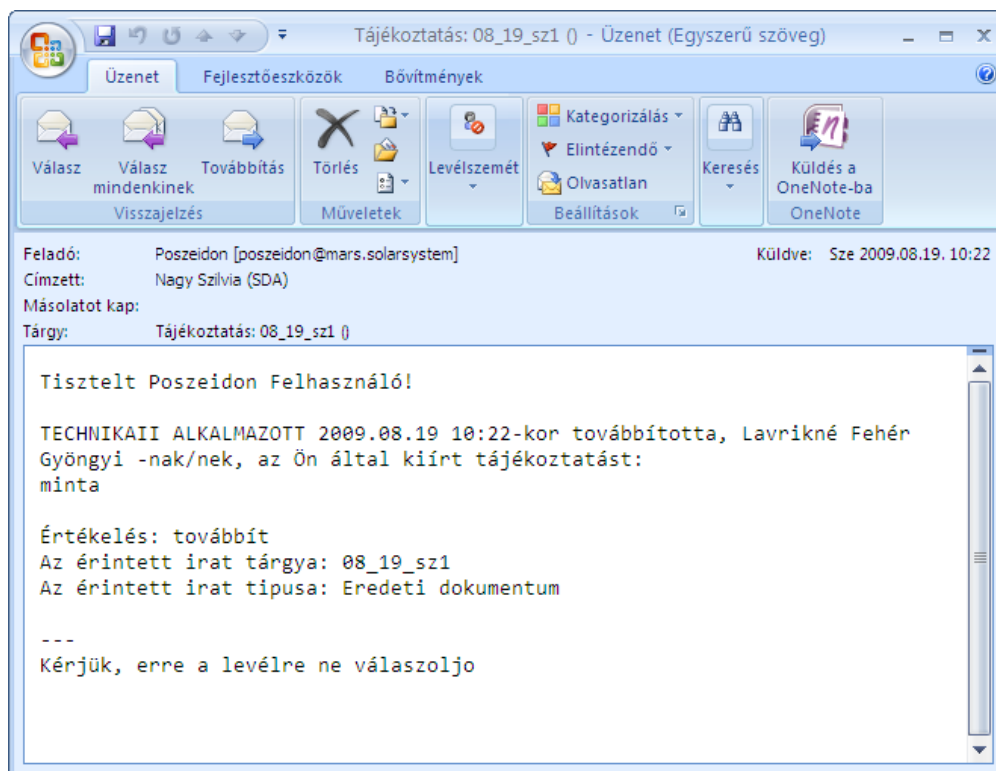 Tájékoztatás: 08_19_sz1 () - Üzenet (Egyszerű szöveg)
Üzenet Fejlesztőeszközök Bővítmények
Válasz
Válasz mindenkinek
Továbbítás
Visszajelzés
Törlés
Műveletek
Levélszemét
Kategorizálás
Elintézendő
Olvasatlan
Beállítások
Keresés
Küldés a OneNote-ba
OneNote
Feladó: Poszeidon [poszeidon@mars.solarsystem] Küldve: Sze 2009.08.19. 10:22
Címzett: Nagy Szilvia (SDA)
Másolatot kap:
Tárgy: Tájékoztatás: 08_19_sz1 ()
Tisztelt Poszeidon Felhasználó!
TECHNIKAII ALKALMAZOTT 2009.08.19 10:22-kor továbbította, Lavrikné Fehér
Gyöngyi -nak/nek, az Ön által kiírt tájékoztatást:
minta
Értékelés: továbbít
Az érintett irat tárgya: 08_19_sz1
Az érintett irat tipusa: Eredeti dokumentum
---
Kérjük, erre a levélre ne válaszoljo